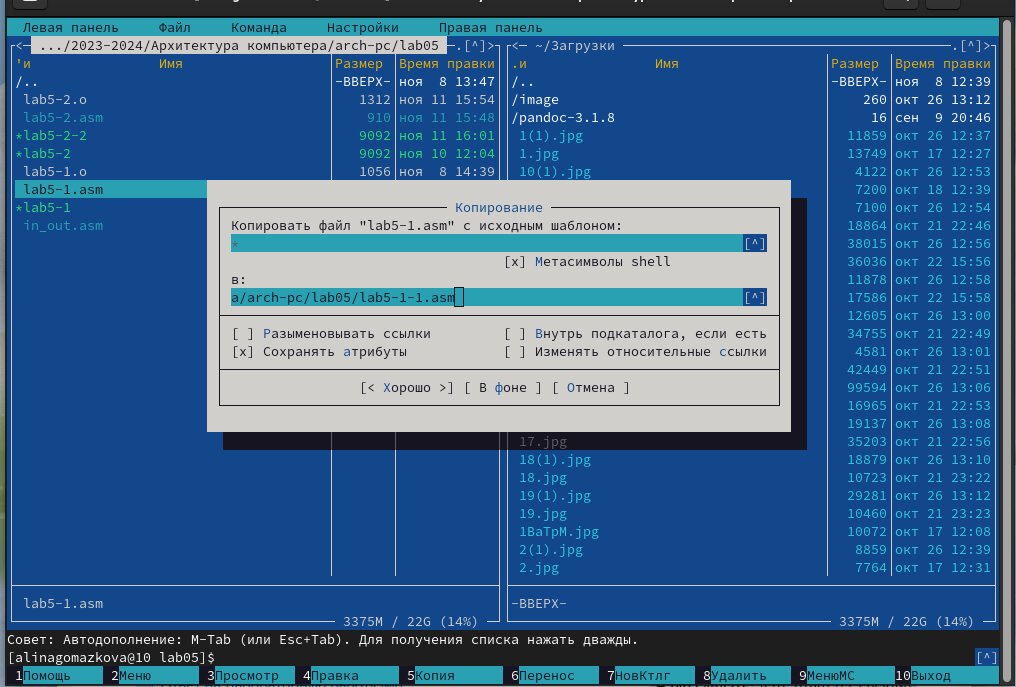 Левая панель Файл Команда Настройки Правая панель
<─ .../2023-2024/Архитектура компьютера/arch-pc/lab05 ─.[^]>
'и Имя Размер Время правки
/.. -ВВЕРХ- ноя 8 13:47
lab5-2.o 1312 ноя 11 15:54
lab5-2.asm 910 ноя 11 15:48
*lab5-2-2 9092 ноя 11 16:01
*lab5-2 9092 ноя 10 12:04
lab5-1.o 1056 ноя 8 14:39
lab5-1.asm
*lab5-1
in_out.asm
lab5-1.asm
3375M / 22G (14%)
<─ ~/Загрузки ─.[^]>
.и Имя Размер Время правки
/.. -ВВЕРХ- ноя 8 12:39
/image 260 окт 26 13:12
/pandoc-3.1.8 16 сен 9 20:46
1(1).jpg 11859 окт 26 12:37
1.jpg 13749 окт 17 12:27
10(1).jpg 4122 окт 26 12:53
7200 окт 18 12:39
7100 окт 26 12:54
18864 окт 21 22:46
38015 окт 26 12:56
36036 окт 22 15:56
11878 окт 26 12:58
17586 окт 22 15:58
12605 окт 26 13:00
34755 окт 21 22:49
4581 окт 26 13:01
42449 окт 21 22:51
99594 окт 26 13:06
16965 окт 21 22:53
19137 окт 26 13:08
17.jpg 35203 окт 21 22:56
18(1).jpg 18879 окт 26 13:10
18.jpg 10723 окт 21 23:22
19(1).jpg 29281 окт 26 13:12
19.jpg 10460 окт 21 23:23
1ВаТрМ.jpg 10072 окт 17 12:08
2(1).jpg 8859 окт 26 12:39
2.jpg 7764 окт 17 12:31
-ВВЕРХ-
3375M / 22G (14%)
Копирование
Копировать файл "lab5-1.asm" с исходным шаблоном:
* [^]
[x] Метасимволы shell
в:
a/arch-pc/lab05/lab5-1-1.asm [^]
[ ] Разыменовывать ссылки [ ] Внутрь подкаталога, если есть
[x] Сохранять атрибуты [ ] Изменять относительные ссылки
[< Хорошо >] [ В фоне ] [ Отмена ]
Совет: Автодополнение: M-Tab (или Esc+Tab). Для получения списка нажать дважды.
[alinagomazkova@10 lab05]$ [^]
1Помощь 2Меню 3Просмотр 4Правка 5Копия 6Перенос 7НовКтлг 8Удалить 9МенюМС 10Выход